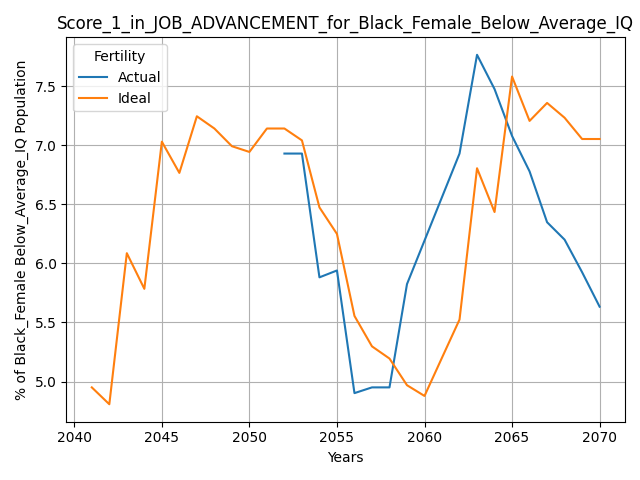 Score_1_in_JOB_ADVANCEMENT_for_Black_Female_Below_Average_IQ
Fertility
Actual
Ideal
% of Black_Female Below_Average_IQ Population
7.5
7.0
6.5
6.0
5.5
5.0
2040 2045 2050 2055 2060 2065 2070
Years